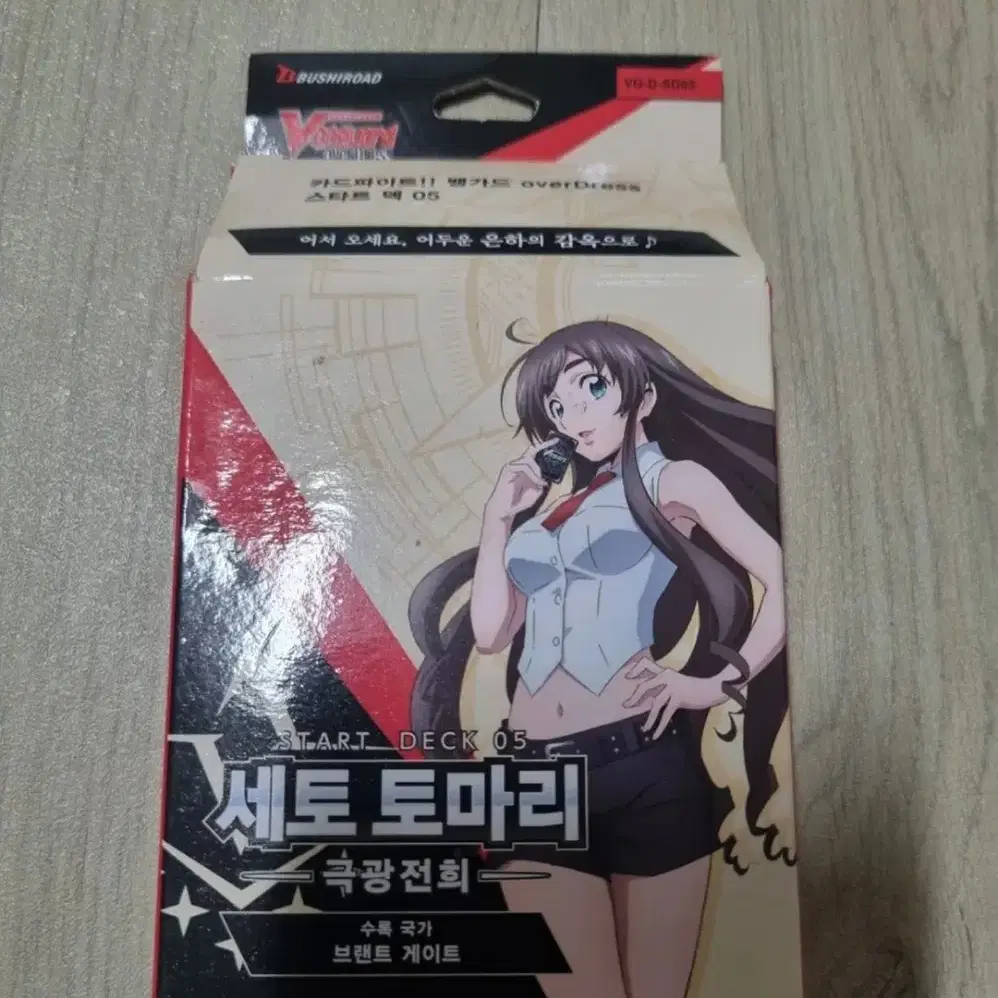 BUSHIROAD
VG-D-SD05
VANGUARD
카드파이트!! 뱅가드 overDress
스타트 덱 05
어서 오세요, 어두운 은하의 감옥으로♪
START DECK 05
세토 토마리
극광전희
수록 국가
브랜트 게이트